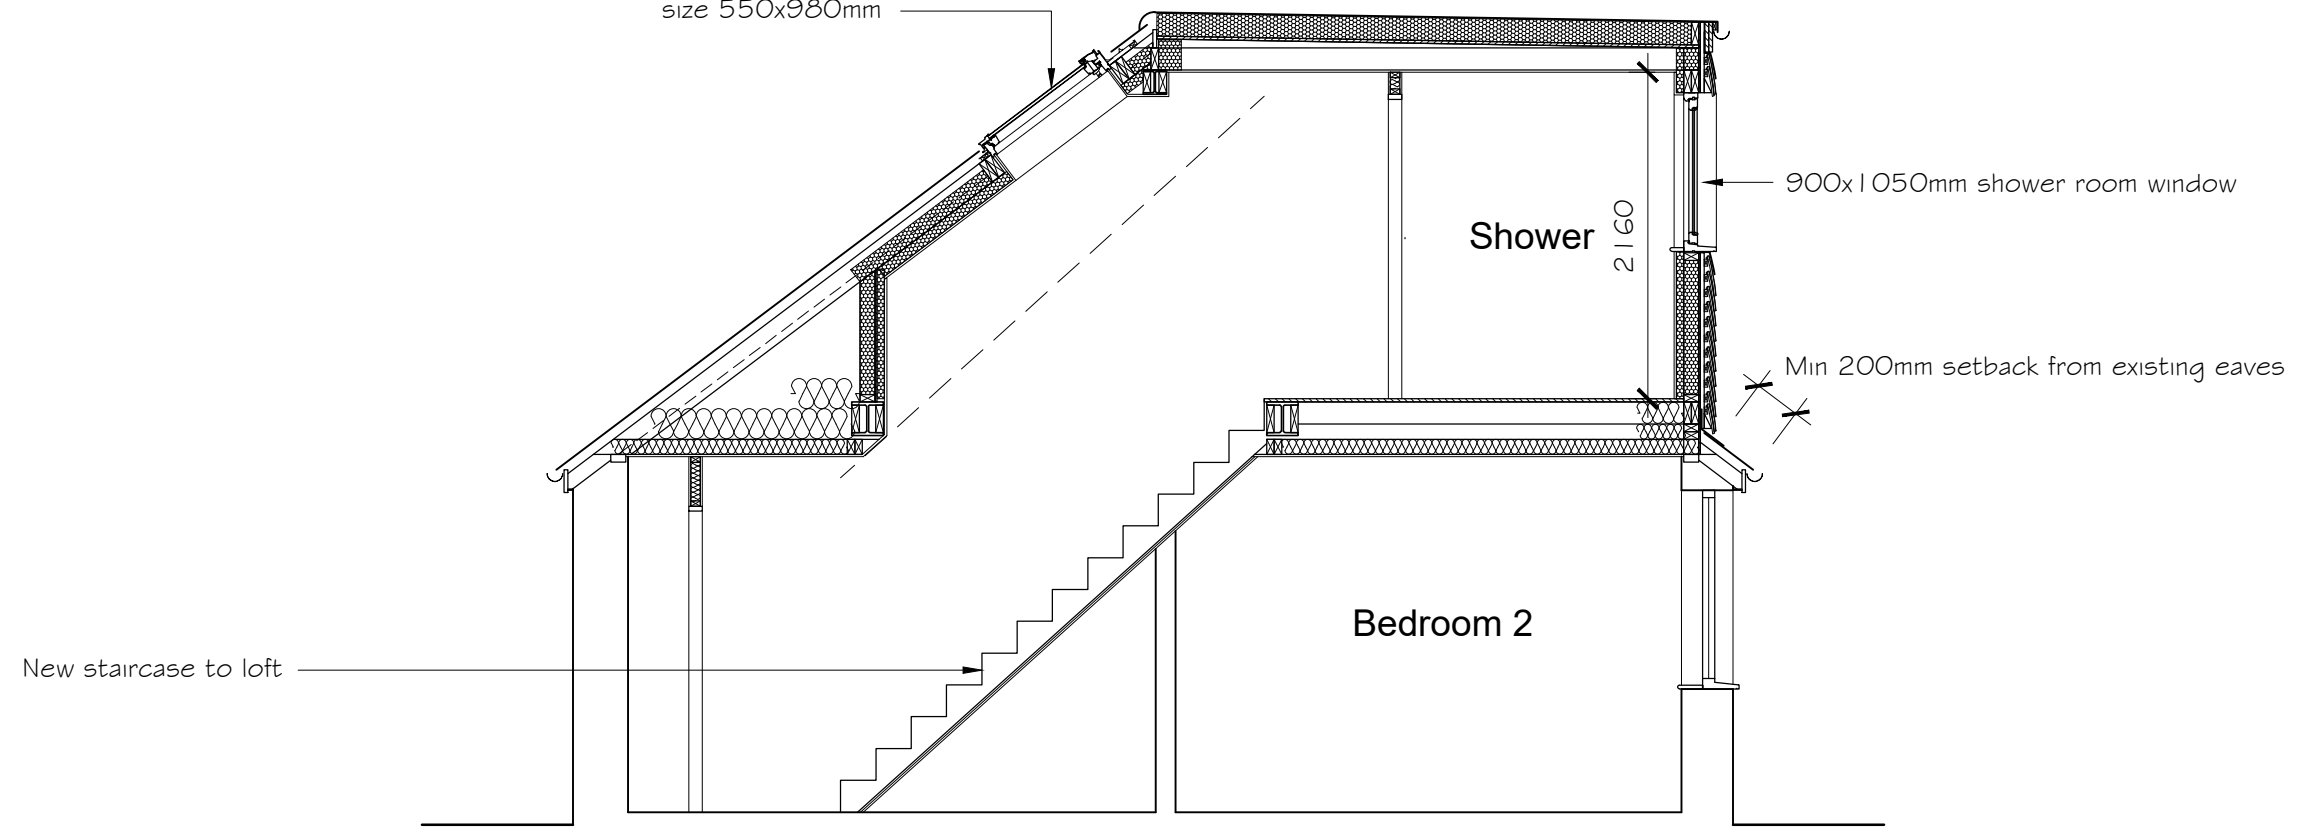 size 550x980mm
900x1050mm shower room window
Shower
2160
Min 200mm setback from existing eaves
Bedroom 2
New staircase to loft